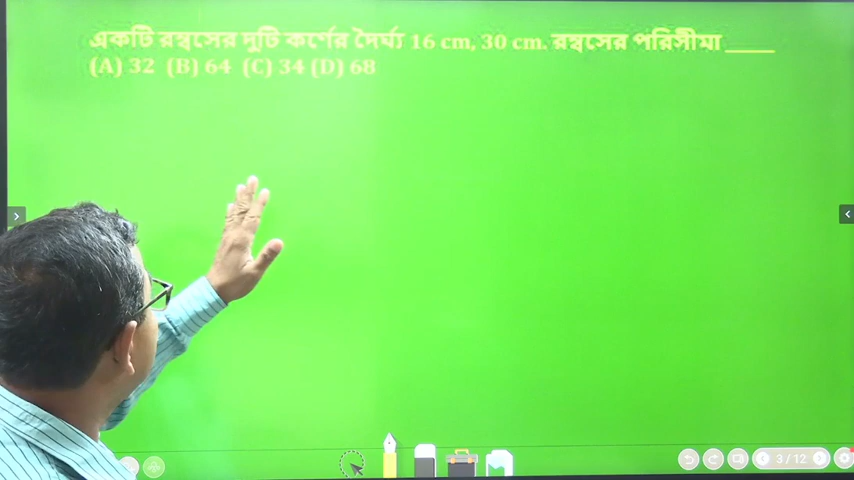 একটি রম্বসের দুটি কর্ণের দৈর্ঘ্য 16 cm, 30 cm. রম্বসের পরিসীমা _____
(A) 32 (B) 64 (C) 34 (D) 68
3 / 12